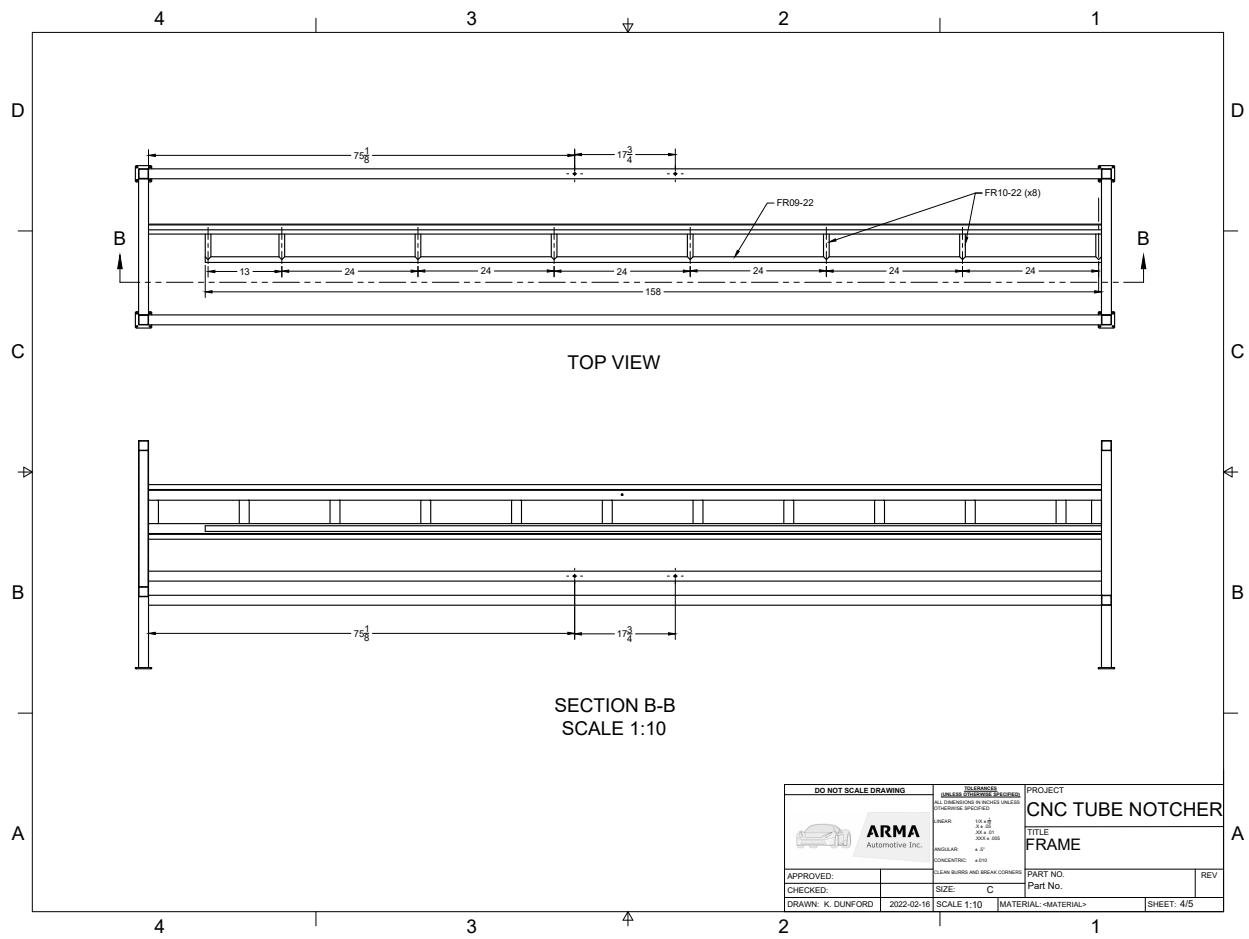 4 3 2 1
D D
75 1/8 17 3/4
FR09-22 FR10-22 (x8)
B B
13 24 24 24 24 24 24
158
C C
TOP VIEW
B B
75 1/8 17 3/4
SECTION B-B
SCALE 1:10
A A
DO NOT SCALE DRAWING
ARMA
Automotive Inc.
APPROVED:
CHECKED:
DRAWN: K. DUNFORD 2022-02-16
TOLERANCES
(UNLESS OTHERWISE SPECIFIED)
ALL DIMENSIONS IN INCHES UNLESS
OTHERWISE SPECIFIED
LINEAR:
.XX ± .01
.XXX ± .005
ANGULAR: ± .5°
CONCENTRIC: ±.010
CLEAN BURRS AND BREAK CORNERS
SIZE: C
SCALE 1:10
PROJECT
CNC TUBE NOTCHER
TITLE
FRAME
PART NO. REV
Part No.
MATERIAL: <MATERIAL> SHEET: 4/5
4 3 2 1